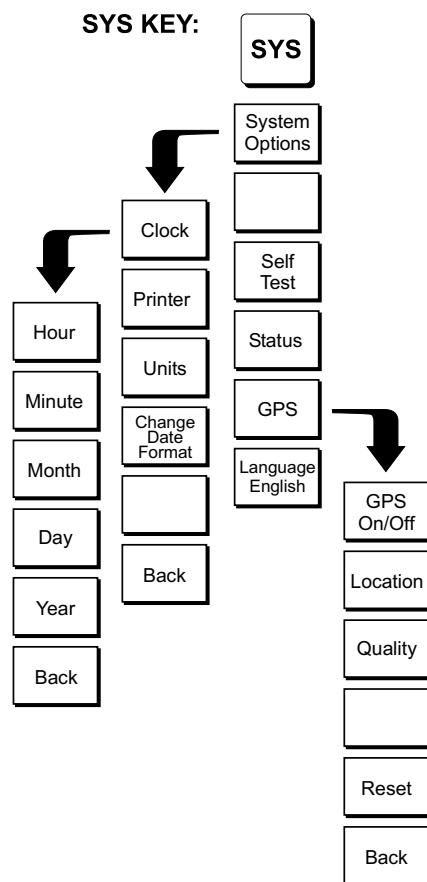 SYS KEY:
SYS
System
Options
Self
Test
Status
GPS
Language
English
Clock
Printer
Units
Change
Date
Format
Back
Hour
Minute
Month
Day
Year
Back
GPS
On/Off
Location
Quality
Reset
Back